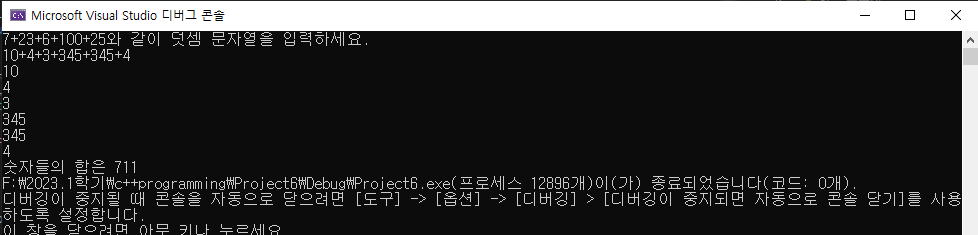 Microsoft Visual Studio 디버그 콘솔
7+23+6+100+25와 같이 덧셈 문자열을 입력하세요.
10+4+3+345+345+4
10
4
3
345
345
4
숫자들의 합은 711
F:₩2023.1학기₩c++programming₩Project6₩Debug₩Project6.exe(프로세스 12896개)이(가) 종료되었습니다(코드: 0개).
디버깅이 중지될 때 콘솔을 자동으로 닫으려면 [도구] -> [옵션] -> [디버깅] > [디버깅이 중지되면 자동으로 콘솔 닫기]를 사용
하도록 설정합니다.
이 창을 닫으려면 아무 키나 누르세요